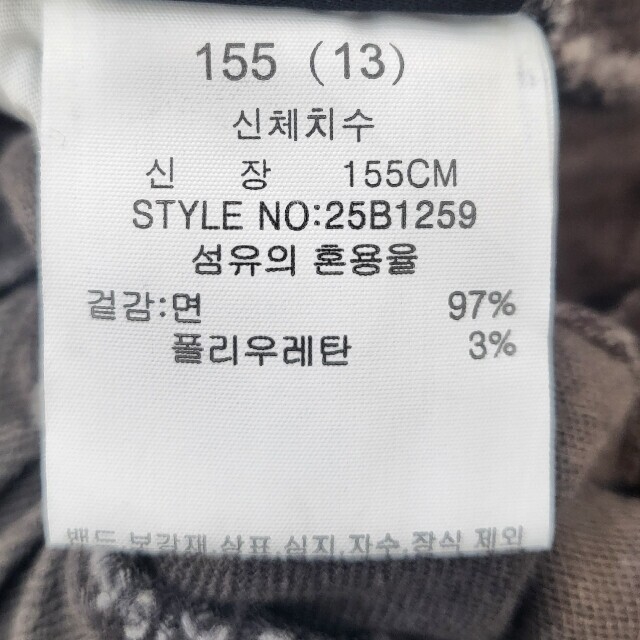 155 (13)
신체치수
신 장 155CM
STYLE NO:25B1259
섬유의 혼용율
겉감:면 97%
폴리우레탄 3%
밴드,부감재,상표,심지,자수,장식 제외